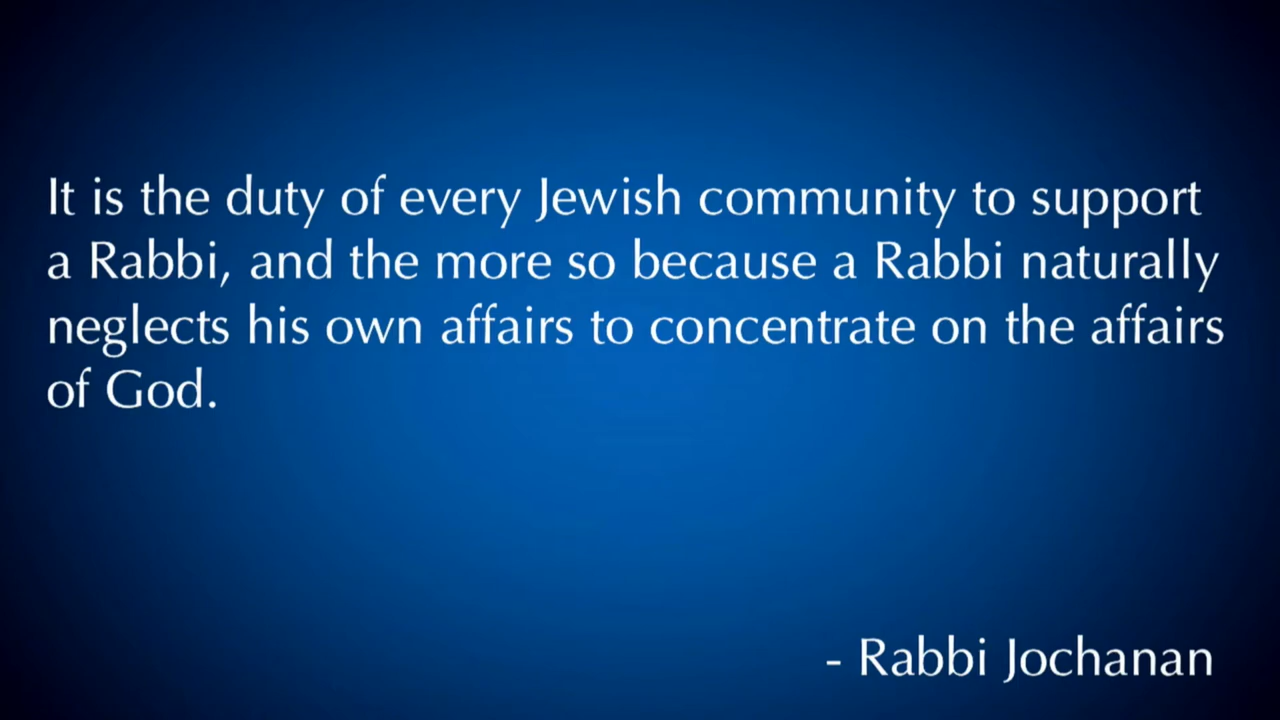 It is the duty of every Jewish community to support
a Rabbi, and the more so because a Rabbi naturally
neglects his own affairs to concentrate on the affairs
of God.
- Rabbi Jochanan